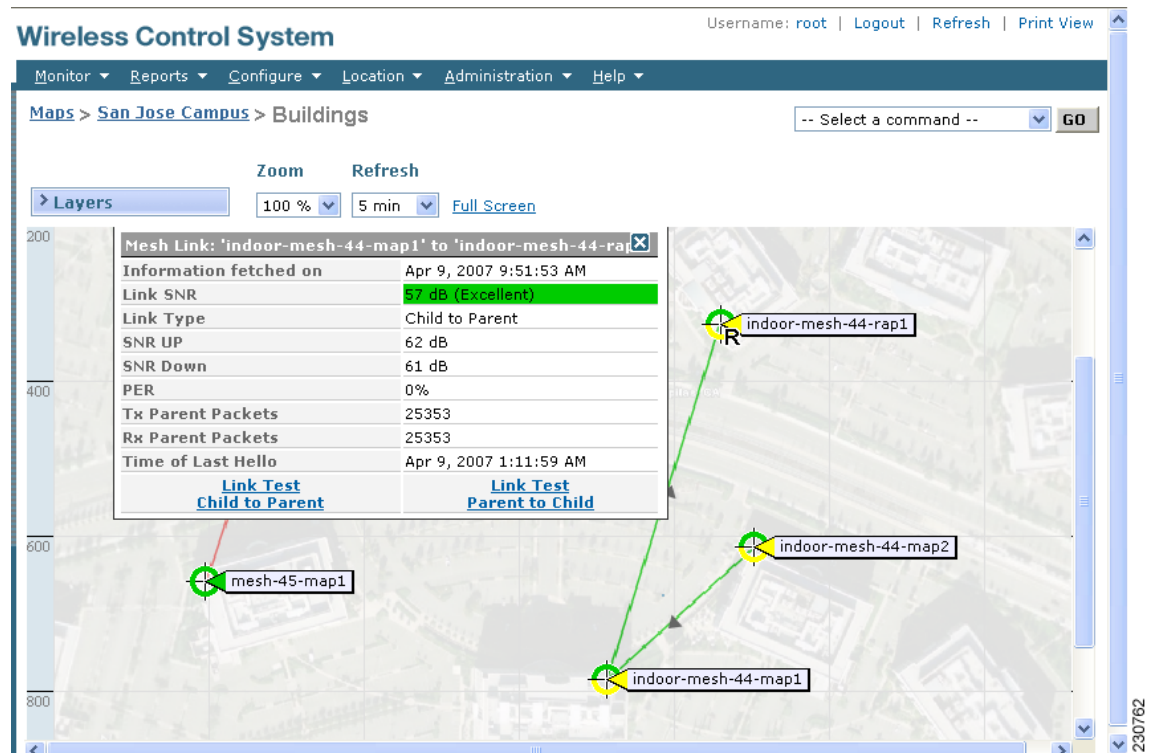 Username: root | Logout | Refresh | Print View
Wireless Control System
Monitor Reports Configure Location Administration Help
Maps > San Jose Campus > Buildings
-- Select a command -- GO
Zoom Refresh
Layers 100 % 5 min Full Screen
200
Mesh Link: 'indoor-mesh-44-map1' to 'indoor-mesh-44-rap
Information fetched on Apr 9, 2007 9:51:53 AM
Link SNR 57 dB (Excellent)
Link Type Child to Parent
SNR UP 62 dB
SNR Down 61 dB
PER 0%
Tx Parent Packets 25353
Rx Parent Packets 25353
Time of Last Hello Apr 9, 2007 1:11:59 AM
Link Test Link Test
Child to Parent Parent to Child
indoor-mesh-44-rap1
R
400
indoor-mesh-44-map2
600
mesh-45-map1
indoor-mesh-44-map1
800
230762